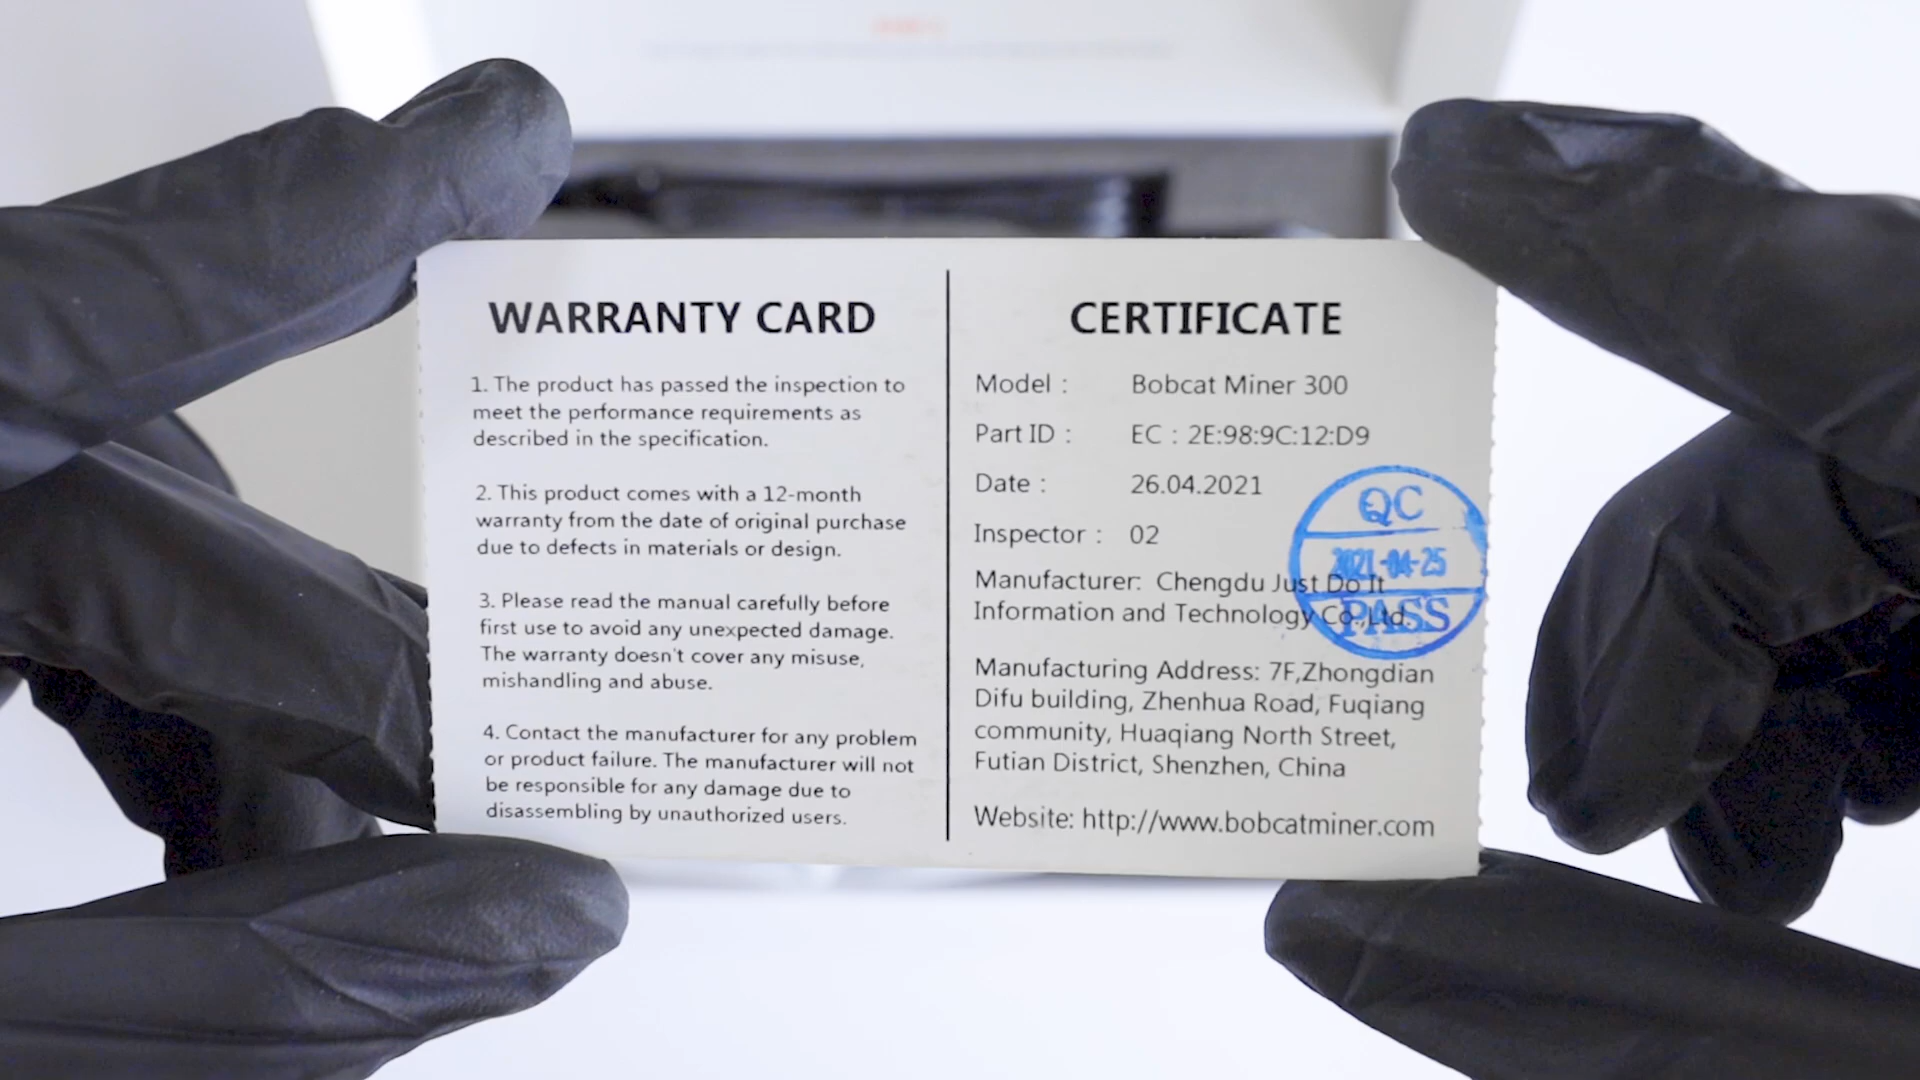 WARRANTY CARD
1. The product has passed the inspection to
meet the performance requirements as
described in the specification.
2. This product comes with a 12-month
warranty from the date of original purchase
due to defects in materials or design.
3. Please read the manual carefully before
first use to avoid any unexpected damage.
The warranty doesn't cover any misuse,
mishandling and abuse.
4. Contact the manufacturer for any problem
or product failure. The manufacturer will not
be responsible for any damage due to
disassembling by unauthorized users.
CERTIFICATE
Model : Bobcat Miner 300
Part ID : EC : 2E:98:9C:12:D9
Date : 26.04.2021
Inspector : 02
Manufacturer: Chengdu Just Do It
Information and Technology Co.,Ltd.
Manufacturing Address: 7F,Zhongdian
Difu building, Zhenhua Road, Fuqiang
community, Huaqiang North Street,
Futian District, Shenzhen, China
Website: http://www.bobcatminer.com
QC
2021-04-25
PASS